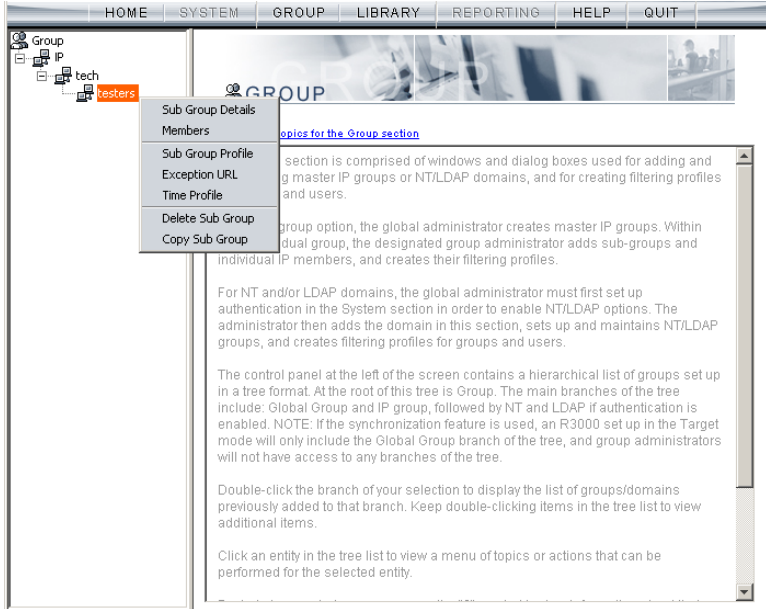 HOME SYSTEM GROUP LIBRARY REPORTING HELP QUIT
Group
IP
tech
testers
Sub Group Details
Members
Sub Group Profile
Exception URL
Time Profile
Delete Sub Group
Copy Sub Group
GROUP
GROUP
opics for the Group section
section is comprised of windows and dialog boxes used for adding and
g master IP groups or NT/LDAP domains, and for creating filtering profiles
and users.
group option, the global administrator creates master IP groups. Within
dual group, the designated group administrator adds sub-groups and
individual IP members, and creates their filtering profiles.
For NT and/or LDAP domains, the global administrator must first set up
authentication in the System section in order to enable NT/LDAP options. The
administrator then adds the domain in this section, sets up and maintains NT/LDAP
groups, and creates filtering profiles for groups and users.
The control panel at the left of the screen contains a hierarchical list of groups set up
in a tree format. At the root of this tree is Group. The main branches of the tree
include: Global Group and IP group, followed by NT and LDAP if authentication is
enabled. NOTE: If the synchronization feature is used, an R3000 set up in the Target
mode will only include the Global Group branch of the tree, and group administrators
will not have access to any branches of the tree.
Double-click the branch of your selection to display the list of groups/domains
previously added to that branch. Keep double-clicking items in the tree list to view
additional items.
Click an entity in the tree list to view a menu of topics or actions that can be
performed for the selected entity.